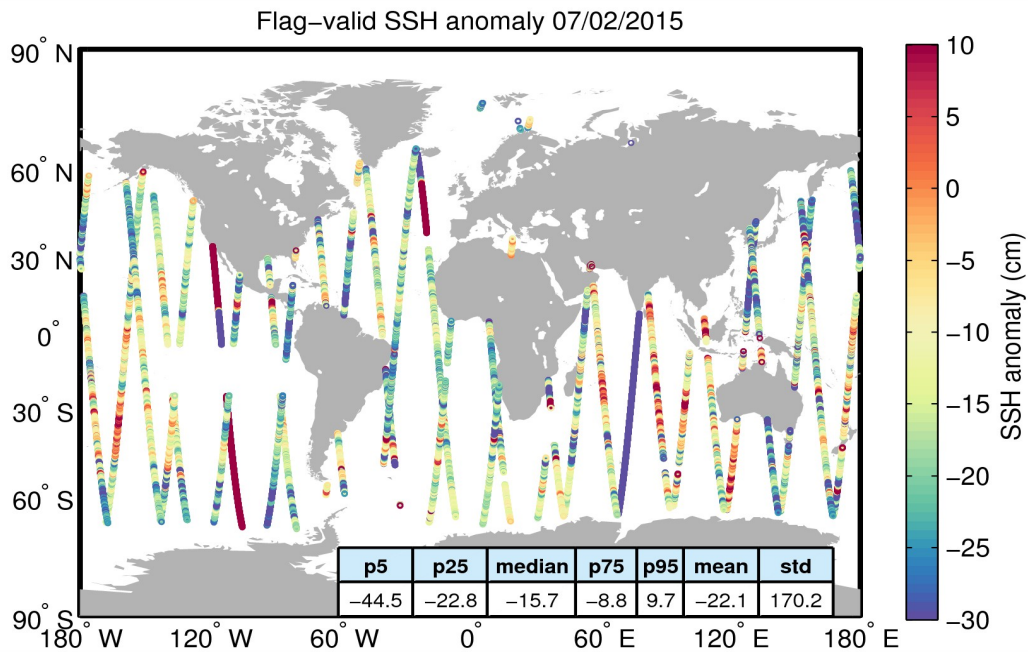 Flag−valid SSH anomaly 07/02/2015
90° N
60° N
30° N
0°
30° S
60° S
90° S
180° W
120° W
60° W
0°
60° E
120° E
180° E
p5 p25 median p75 p95 mean std
−44.5 −22.8 −15.7 −8.8 9.7 −22.1 170.2
10
5
0
−5
−10
−15
−20
−25
−30
SSH anomaly (cm)